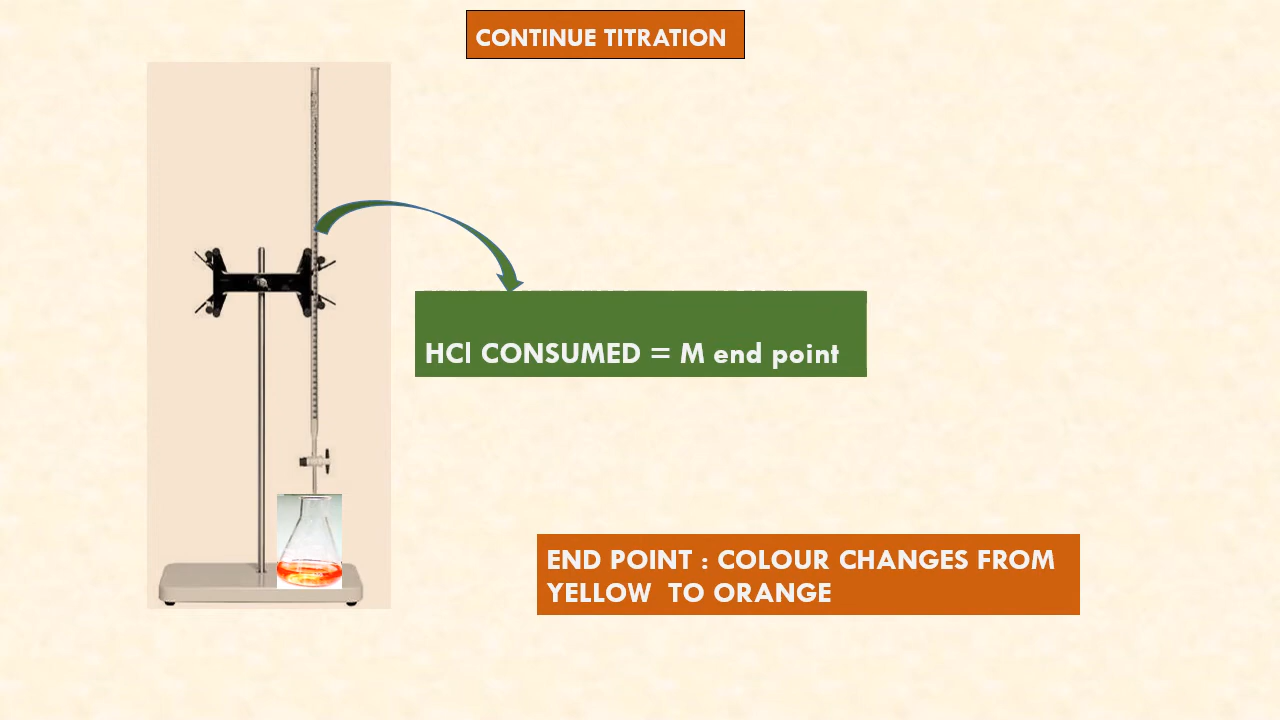 CONTINUE TITRATION
HCl CONSUMED = M end point
END POINT : COLOUR CHANGES FROM
YELLOW  TO ORANGE